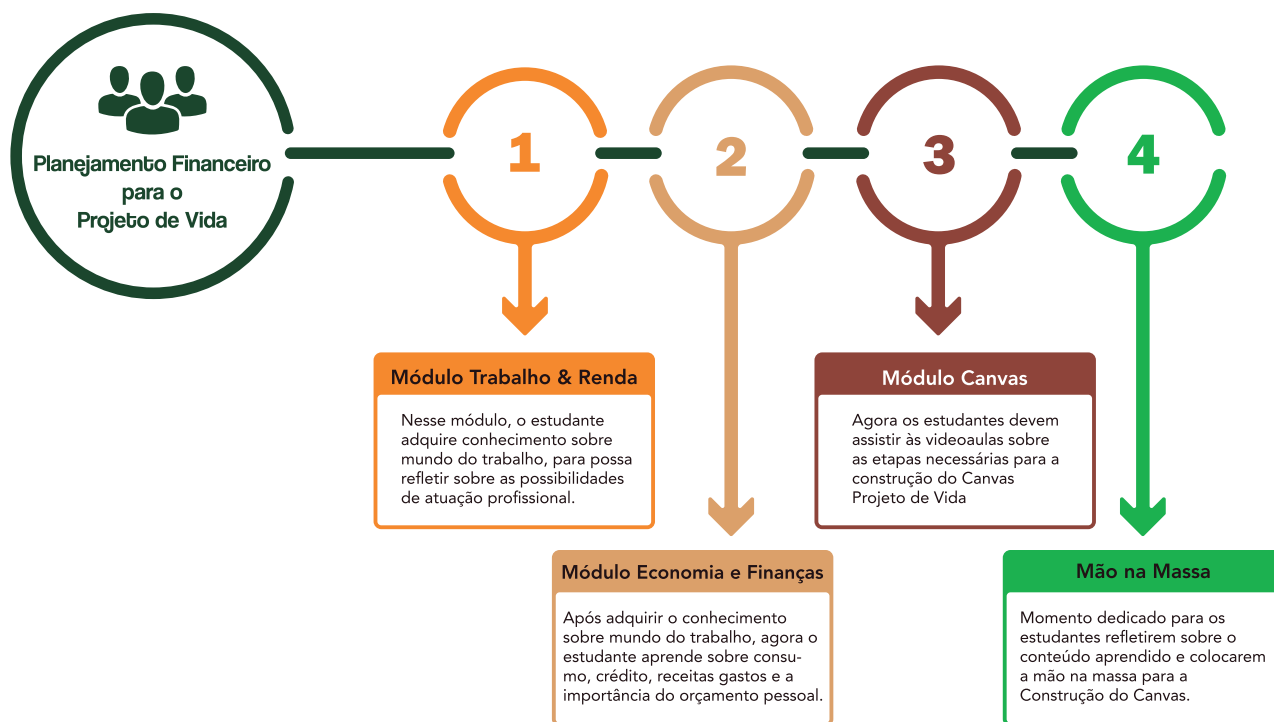 Planejamento Financeiro
para o
Projeto de Vida
1
2
3
4
Módulo Trabalho & Renda
Nesse módulo, o estudante
adquire conhecimento sobre
mundo do trabalho, para possa
refletir sobre as possibilidades
de atuação profissional.
Módulo Economia e Finanças
Após adquirir o conhecimento
sobre mundo do trabalho, agora o
estudante aprende sobre consu-
mo, crédito, receitas gastos e a
importância do orçamento pessoal.
Módulo Canvas
Agora os estudantes devem
assistir às videoaulas sobre
as etapas necessárias para a
construção do Canvas
Projeto de Vida
Mão na Massa
Momento dedicado para os
estudantes refletirem sobre o
conteúdo aprendido e colocarem
a mão na massa para a
Construção do Canvas.